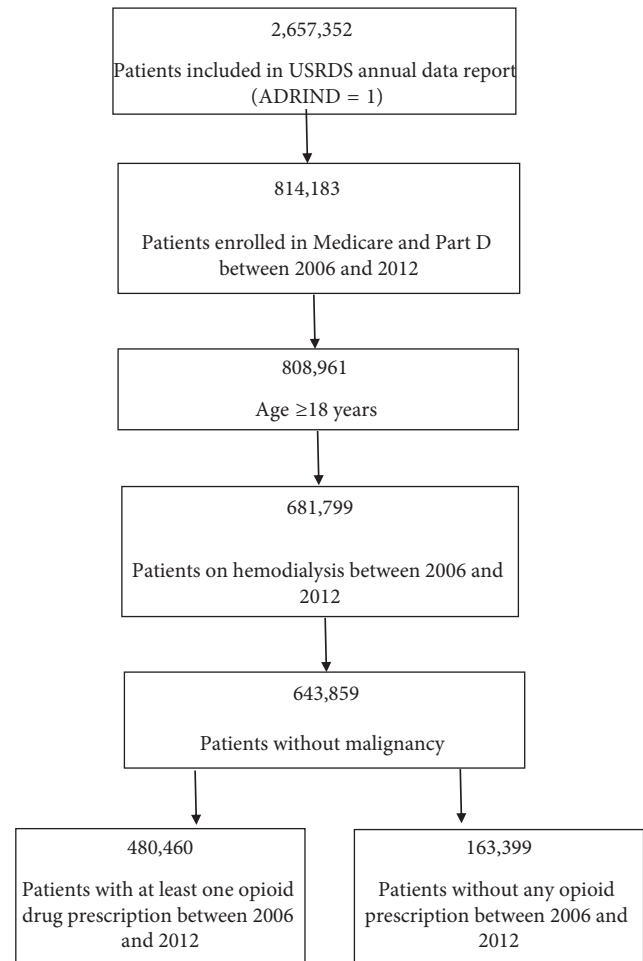 2,657,352
Patients included in USRDS annual data report
(ADRIND = 1)
814,183
Patients enrolled in Medicare and Part D
between 2006 and 2012
808,961
Age ≥18 years
681,799
Patients on hemodialysis between 2006 and
2012
643,859
Patients without malignancy
480,460
Patients with at least one opioid
drug prescription between 2006
and 2012
163,399
Patients without any opioid
prescription between 2006 and
2012